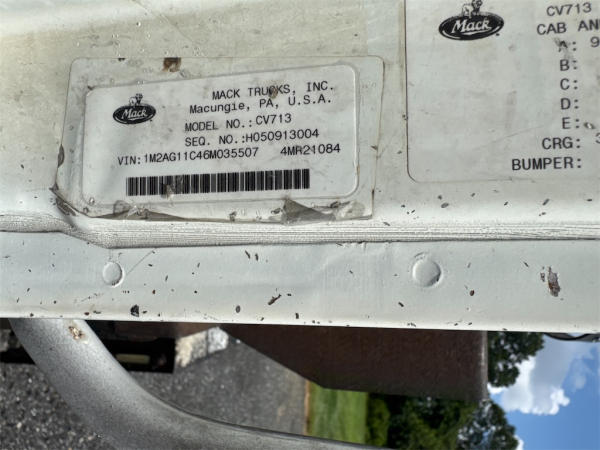 Mack
MACK TRUCKS, INC.
Macungie, PA, U.S.A.
MODEL NO.:CV713
SEQ. NO.:H050913004
VIN:1M2AG11C46M035507 4MR21084
Mack
CV713
CAB AN
A: 9
B:
C:
D:
E:
CRG: 3
BUMPER: